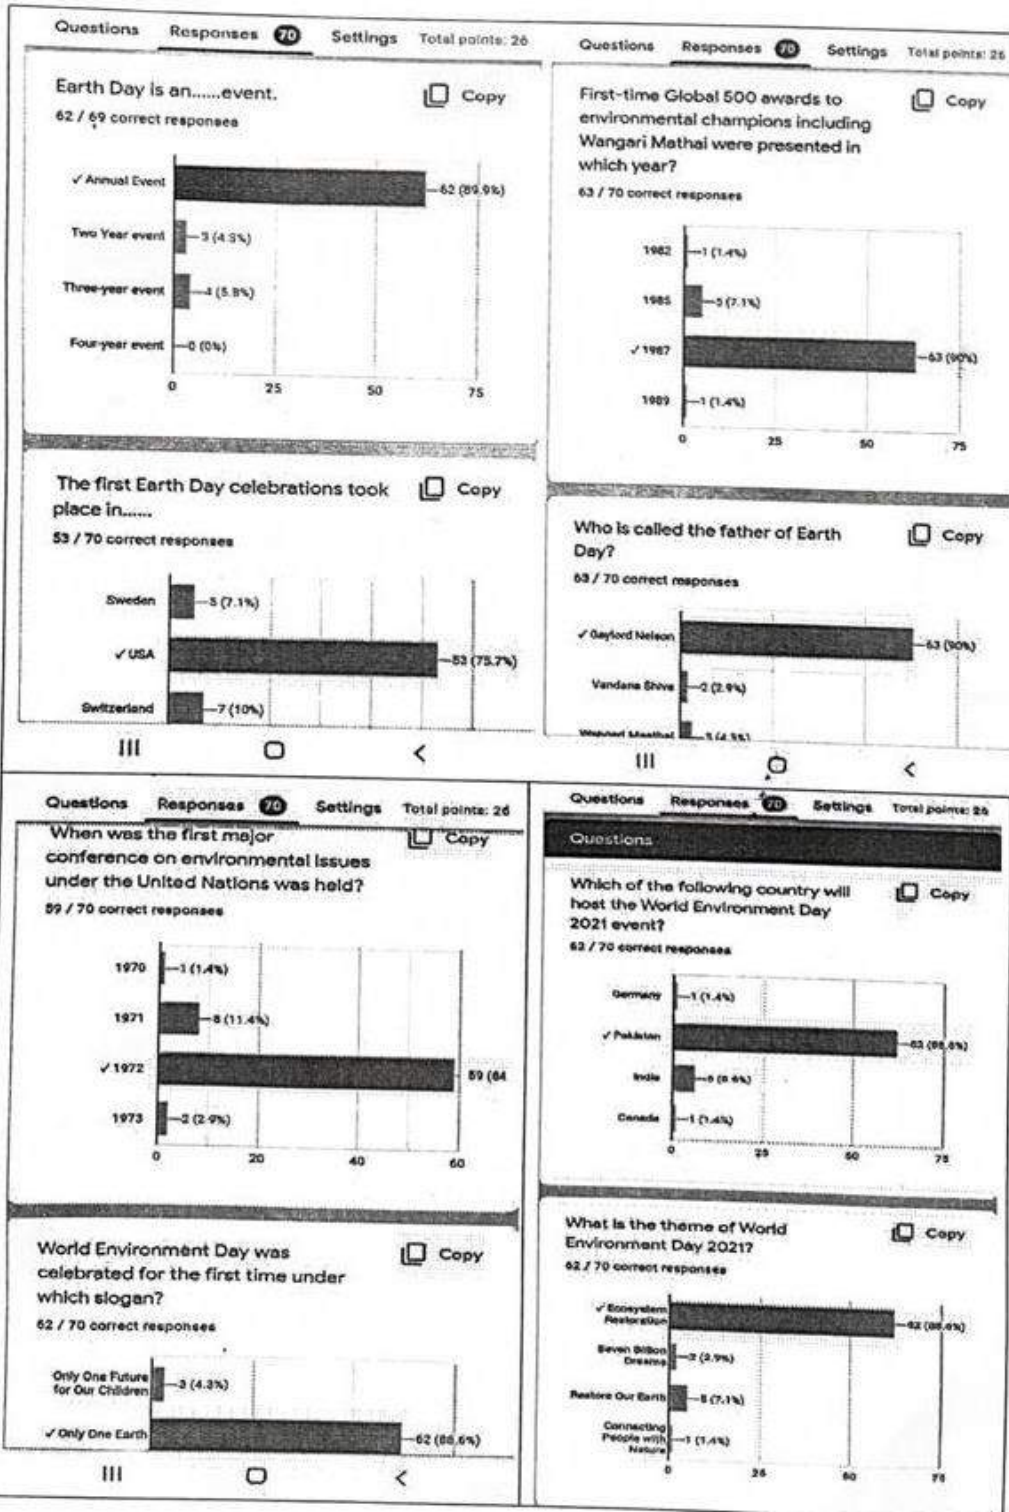 Questions Responses 70 Settings Total points: 26
Earth Day is an......event.
Copy
62 / 69 correct responses
✓ Annual Event
62 (89.9%)
Two Year event
3 (4.3%)
Three-year event
4 (5.8%)
Four-year event
0 (0%)
0 25 50 75
The first Earth Day celebrations took
place in......
Copy
53 / 70 correct responses
Sweden
5 (7.1%)
✓ USA
53 (75.7%)
Switzerland
7 (10%)
Questions Responses 70 Settings Total points: 26
First-time Global 500 awards to
environmental champions including
Wangari Mathai were presented in
which year?
Copy
63 / 70 correct responses
1982
1 (1.4%)
1985
5 (7.1%)
✓ 1987
63 (90%)
1989
1 (1.4%)
0 25 50 75
Who is called the father of Earth
Day?
Copy
63 / 70 correct responses
✓ Gaylord Nelson
63 (90%)
Vandana Shiva
2 (2.9%)
3 (4.3%)
Questions Responses 70 Settings Total points: 26
When was the first major
conference on environmental issues
under the United Nations was held?
Copy
59 / 70 correct responses
1970
1 (1.4%)
1971
8 (11.4%)
✓ 1972
59 (84
1973
2 (2.9%)
0 20 40 60
World Environment Day was
celebrated for the first time under
which slogan?
Copy
62 / 70 correct responses
Only One Future
for Our Children
3 (4.3%)
✓ Only One Earth
62 (88.6%)
Questions Responses 70 Settings Total points: 26
Questions
Which of the following country will
host the World Environment Day
2021 event?
Copy
62 / 70 correct responses
Germany
1 (1.4%)
✓ Pakistan
62 (88.6%)
India
6 (8.6%)
Canada
1 (1.4%)
0 25 50 75
What is the theme of World
Environment Day 2021?
Copy
62 / 70 correct responses
✓ Ecosystem
Restoration
62 (88.6%)
Seven Billion
Dreams
2 (2.9%)
Restore Our Earth
5 (7.1%)
Connecting
People with
Nature
1 (1.4%)
0 25 50 75